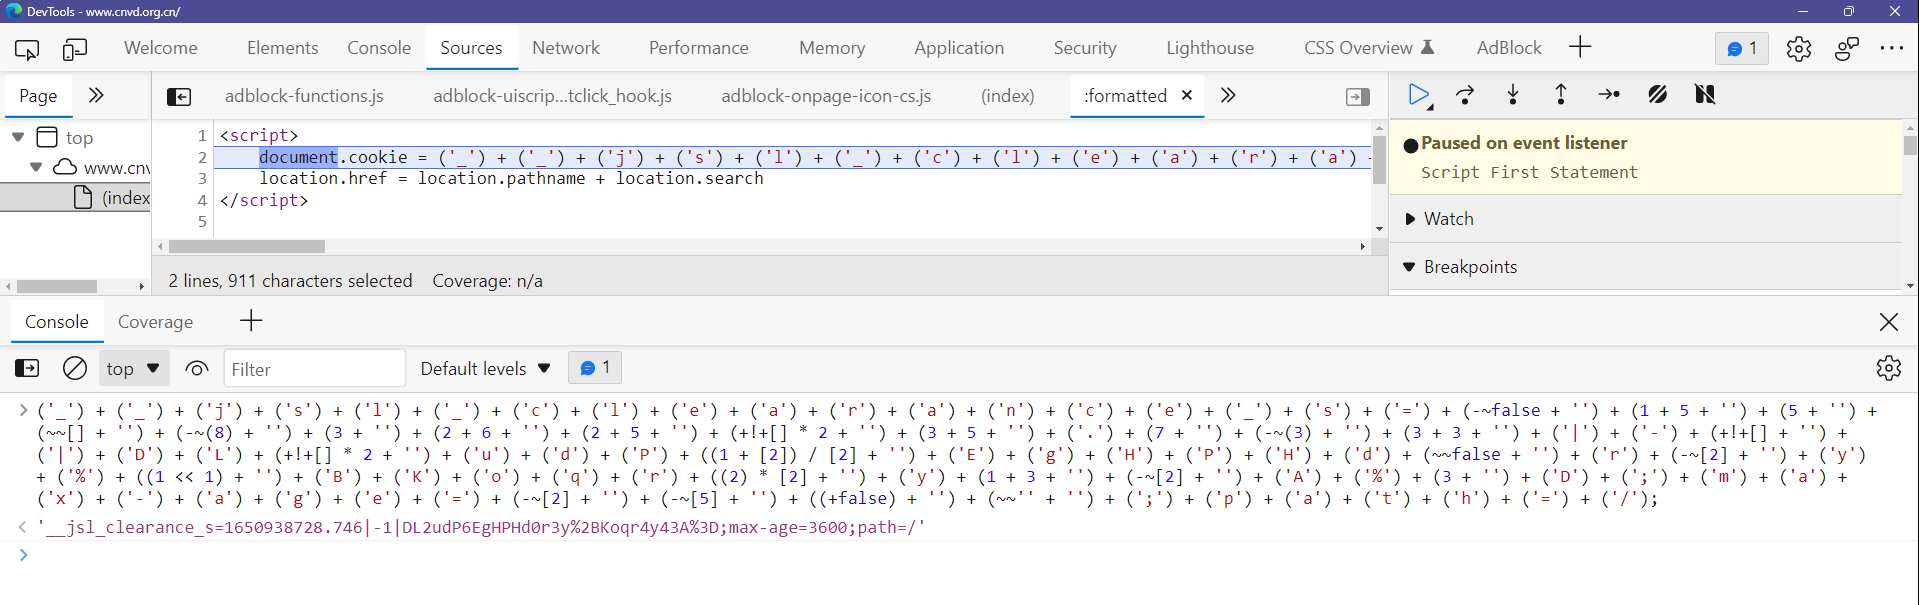 DevTools - www.cnvd.org.cn/
Welcome Elements Console Sources Network Performance Memory Application Security Lighthouse CSS Overview AdBlock 1
Page adblock-functions.js adblock-uiscrip...tclick_hook.js adblock-onpage-icon-cs.js (index) :formatted
top
www.cnv
(index
1 <script>
2 document.cookie = ('_') + ('_') + ('j') + ('s') + ('l') + ('_') + ('c') + ('l') + ('e') + ('a') + ('r') + ('a') -
3 location.href = location.pathname + location.search
4 </script>
5
2 lines, 911 characters selected Coverage: n/a
Paused on event listener
Script First Statement
Watch
Breakpoints
Console Coverage
top Filter Default levels 1
> ('_') + ('_') + ('j') + ('s') + ('l') + ('_') + ('c') + ('l') + ('e') + ('a') + ('r') + ('a') + ('n') + ('c') + ('e') + ('_') + ('s') + ('=') + (-~false + '') + (1 + 5 + '') + (5 + '') +
(~~[] + '') + (-~(8) + '') + (3 + '') + (2 + 6 + '') + (2 + 5 + '') + (+!+[] * 2 + '') + (3 + 5 + '') + ('.') + (7 + '') + (-~(3) + '') + (3 + 3 + '') + ('|') + ('-') + (+!+[] + '') +
('|') + ('D') + ('L') + (+!+[] * 2 + '') + ('u') + ('d') + ('P') + ((1 + [2]) / [2] + '') + ('E') + ('g') + ('H') + ('P') + ('H') + ('d') + (~~false + '') + ('r') + (-~[2] + '') + ('y')
+ ('%') + ((1 << 1) + '') + ('B') + ('K') + ('o') + ('q') + ('r') + ((2) * [2] + '') + ('y') + (1 + 3 + '') + (-~[2] + '') + ('A') + ('%') + (3 + '') + ('D') + (';') + ('m') + ('a') +
('x') + ('-') + ('a') + ('g') + ('e') + ('=') + (-~[2] + '') + (-~[5] + '') + ((+false) + '') + (~~'' + '') + (';') + ('p') + ('a') + ('t') + ('h') + ('=') + ('/');
< '__jsl_clearance_s=1650938728.746|-1|DL2udP6EgHPHd0r3y%2BKoqr4y43A%3D;max-age=3600;path=/'
>